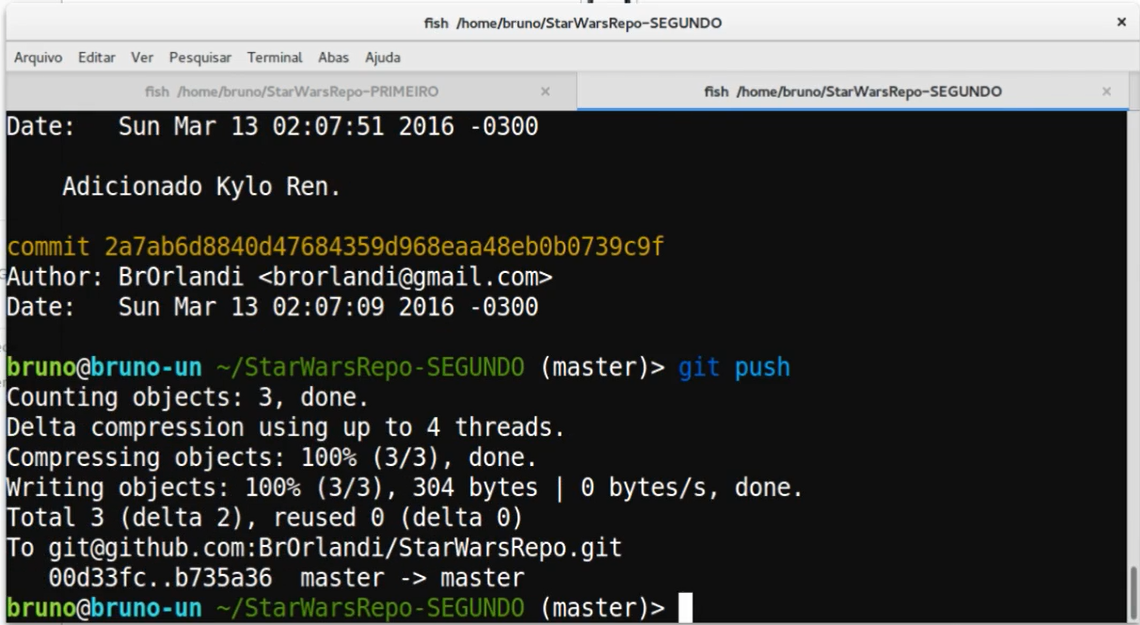 fish /home/bruno/StarWarsRepo-SEGUNDO ×
Arquivo Editar Ver Pesquisar Terminal Abas Ajuda
fish /home/bruno/StarWarsRepo-PRIMEIRO × fish /home/bruno/StarWarsRepo-SEGUNDO ×
Date:   Sun Mar 13 02:07:51 2016 -0300
    Adicionado Kylo Ren.
commit 2a7ab6d8840d47684359d968eaa48eb0b0739c9f
Author: BrOrlandi <brorlandi@gmail.com>
Date:   Sun Mar 13 02:07:09 2016 -0300
bruno@bruno-un ~/StarWarsRepo-SEGUNDO (master)> git push
Counting objects: 3, done.
Delta compression using up to 4 threads.
Compressing objects: 100% (3/3), done.
Writing objects: 100% (3/3), 304 bytes | 0 bytes/s, done.
Total 3 (delta 2), reused 0 (delta 0)
To git@github.com:BrOrlandi/StarWarsRepo.git
   00d33fc..b735a36  master -> master
bruno@bruno-un ~/StarWarsRepo-SEGUNDO (master)>